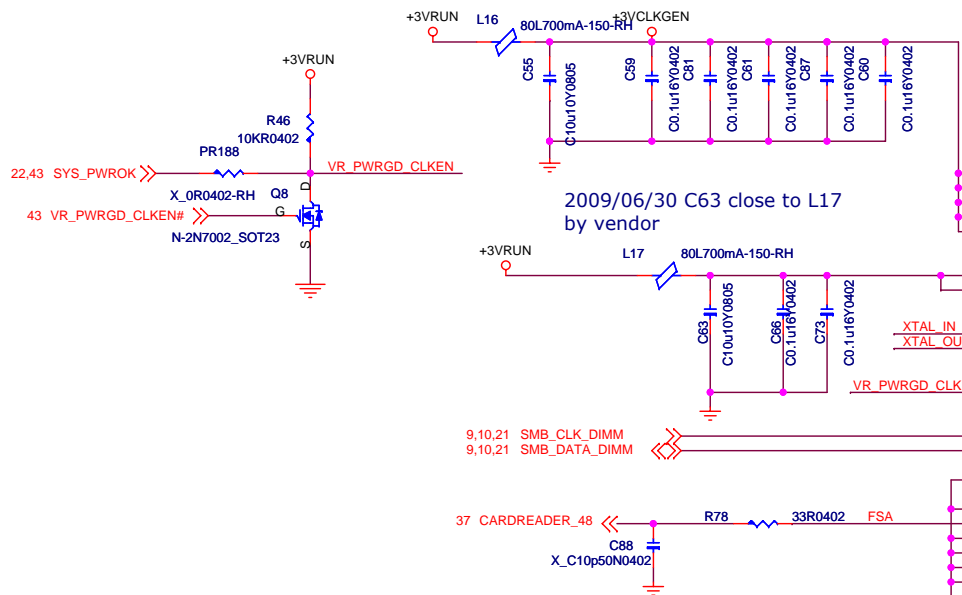 +3VRUN
L16
80L700mA-150-RH
+3VCLKGEN
C55
C10u10Y0805
C59
C0.1u16Y0402
C81
C0.1u16Y0402
C61
C0.1u16Y0402
C87
C0.1u16Y0402
C60
C0.1u16Y0402
+3VRUN
R46
10KR0402
PR188
22,43 SYS_PWROK
VR_PWRGD_CLKEN
X_0R0402-RH
Q8
D
G
S
43 VR_PWRGD_CLKEN#
N-2N7002_SOT23
2009/06/30 C63 close to L17
by vendor
+3VRUN
L17
80L700mA-150-RH
C63
C10u10Y0805
C66
C0.1u16Y0402
C73
C0.1u16Y0402
XTAL_IN
XTAL_OU
VR_PWRGD_CLK
9,10,21 SMB_CLK_DIMM
9,10,21 SMB_DATA_DIMM
37 CARDREADER_48
R78
33R0402
FSA
C88
X_C10p50N0402